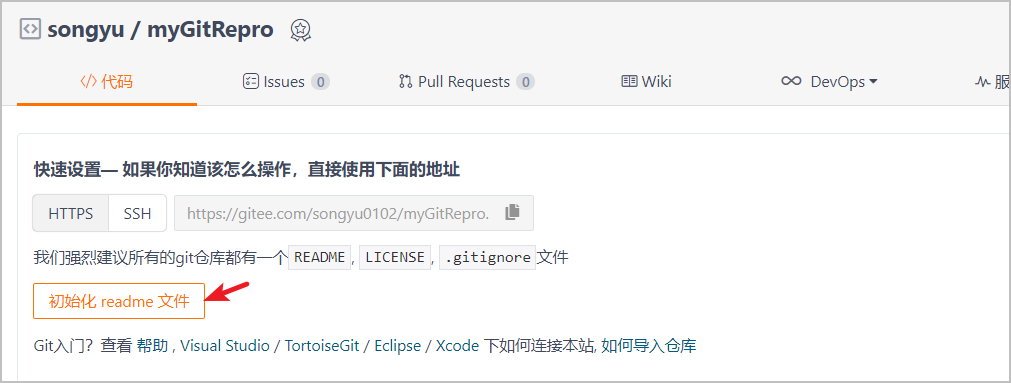 songyu / myGitRepro
代码 Issues 0 Pull Requests 0 Wiki DevOps 服
快速设置— 如果你知道该怎么操作，直接使用下面的地址
HTTPS SSH https://gitee.com/songyu0102/myGitRepro.
我们强烈建议所有的git仓库都有一个 README, LICENSE, .gitignore 文件
初始化 readme 文件
Git入门？查看 帮助 , Visual Studio / TortoiseGit / Eclipse / Xcode 下如何连接本站, 如何导入仓库